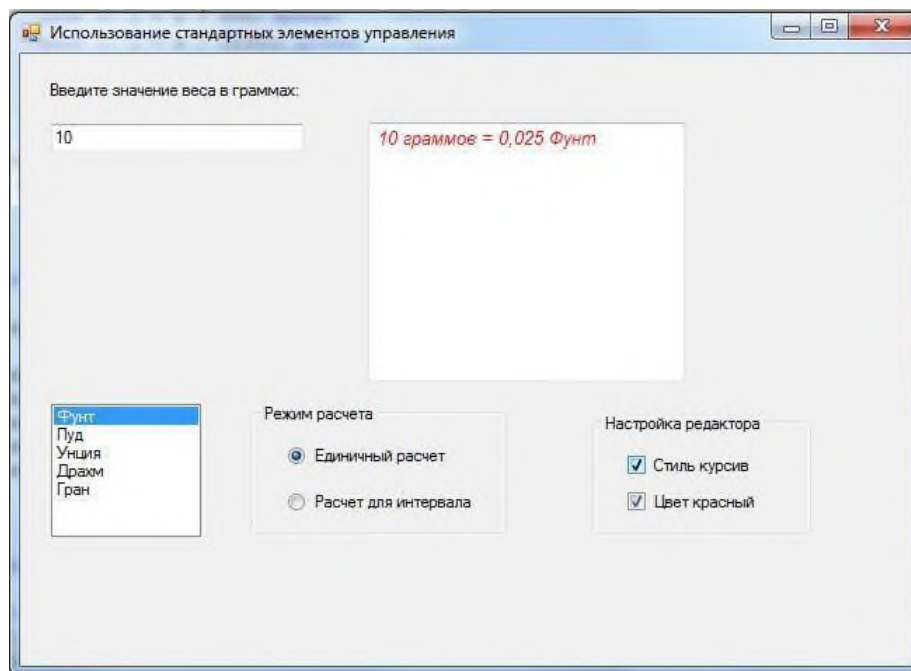 Использование стандартных элементов управления
Введите значение веса в граммах:
10
10 граммов = 0,025 Фунт
Фунт
Пуд
Унция
Драхм
Гран
Режим расчета
Единичный расчет
Расчет для интервала
Настройка редактора
Стиль курсив
Цвет красный